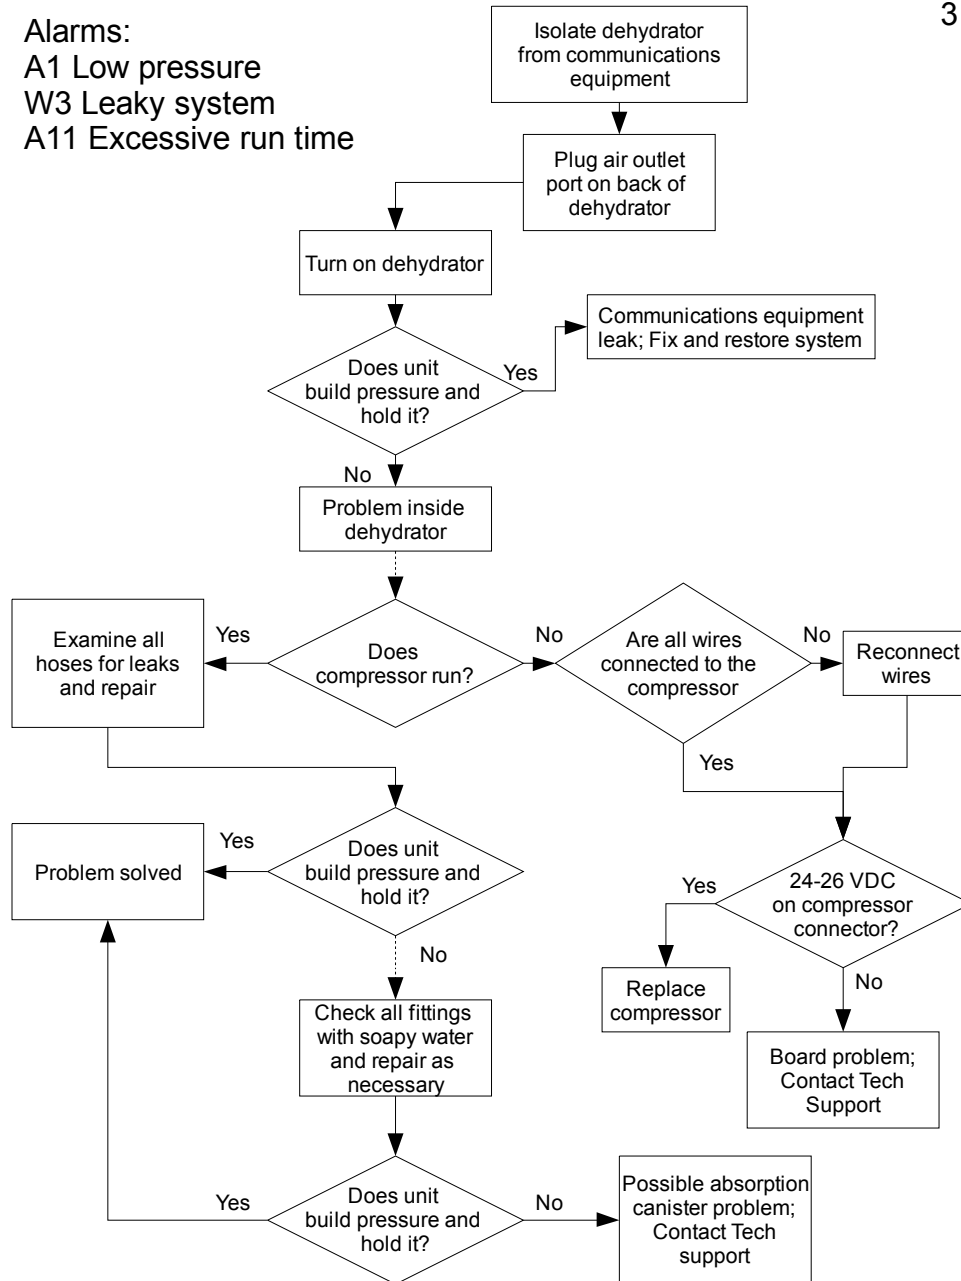 3
Alarms:
A1 Low pressure
W3 Leaky system
A11 Excessive run time
Isolate dehydrator
from communications
equipment
Plug air outlet
port on back of
dehydrator
Turn on dehydrator
Communications equipment
leak; Fix and restore system
Does unit
build pressure and
hold it?
Yes
No
Problem inside
dehydrator
Examine all
hoses for leaks
and repair
Yes
Does
compressor run?
No
Are all wires
connected to the
compressor
No
Reconnect
wires
Yes
Problem solved
Yes
Does unit
build pressure and
hold it?
No
Yes
24-26 VDC
on compressor
connector?
No
Replace
compressor
Board problem;
Contact Tech
Support
Check all fittings
with soapy water
and repair as
necessary
Yes
Does unit
build pressure and
hold it?
No
Possible absorption
canister problem;
Contact Tech
support